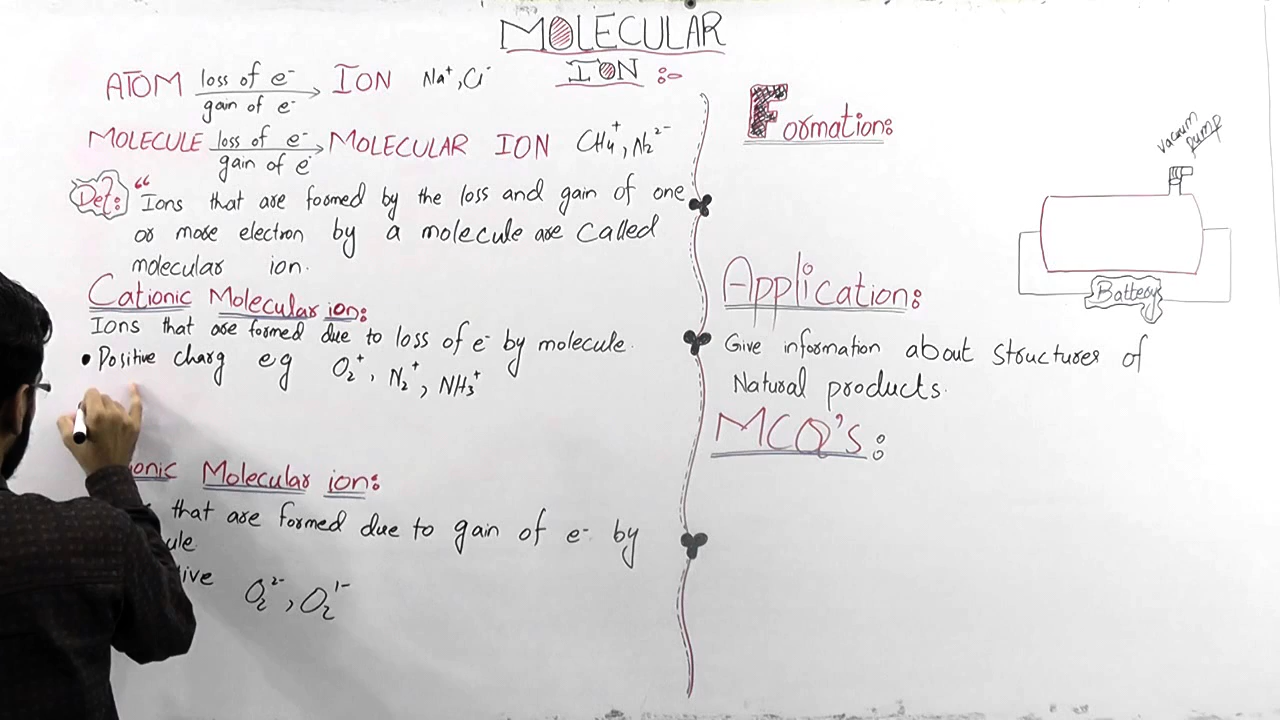 MOLECULAR
ION :-
ATOM loss of e⁻ / gain of e⁻ → ION Na⁺, Cl⁻
MOLECULE loss of e⁻ / gain of e⁻ → MOLECULAR ION CH₄⁺, N₂²⁻
Def: “Ions that are formed by the loss and gain of one
or more electron by a molecule are called
molecular ion.
Cationic Molecular ion:
Ions that are formed due to loss of e⁻ by molecule.
• Positive charg e g O₂⁺, N₂⁺, NH₃⁺
onic Molecular ion:
that are formed due to gain of e⁻ by
ule
tive O₂²⁻, O₂¹⁻
Formation:
vacuum
pump
Battery
Application:
Give information about structures of
Natural products.
MCQ's: